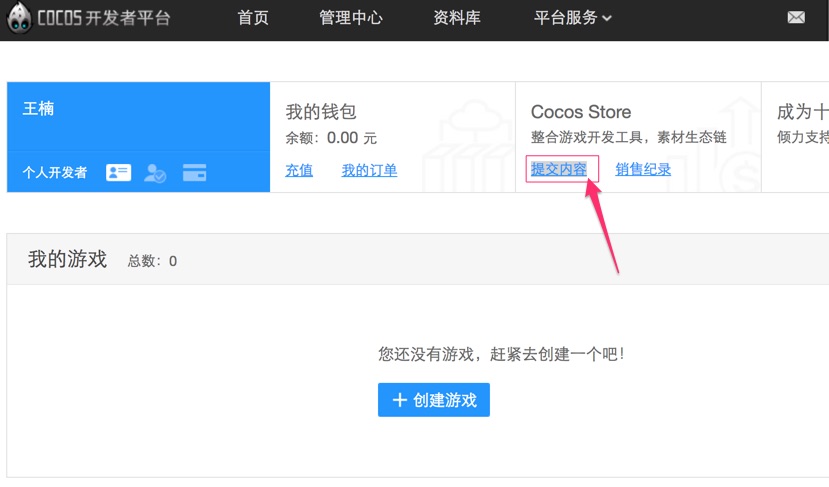 COCOS 开发者平台 首页 管理中心 资料库 平台服务
王楠
个人开发者
我的钱包
余额：0.00 元
充值 我的订单
Cocos Store
整合游戏开发工具，素材生态链
提交内容 销售纪录
成为十
倾力支持
我的游戏 总数：0
您还没有游戏，赶紧去创建一个吧！
创建游戏